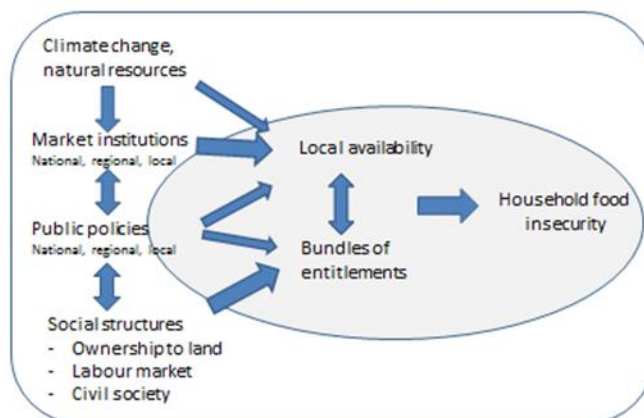 Climate change,
natural resources
Market institutions
National, regional, local
Public policies
National, regional, local
Social structures
- Ownership to land
- Labour market
- Civil society
Local availability
Bundles of
entitlements
Household food
insecurity